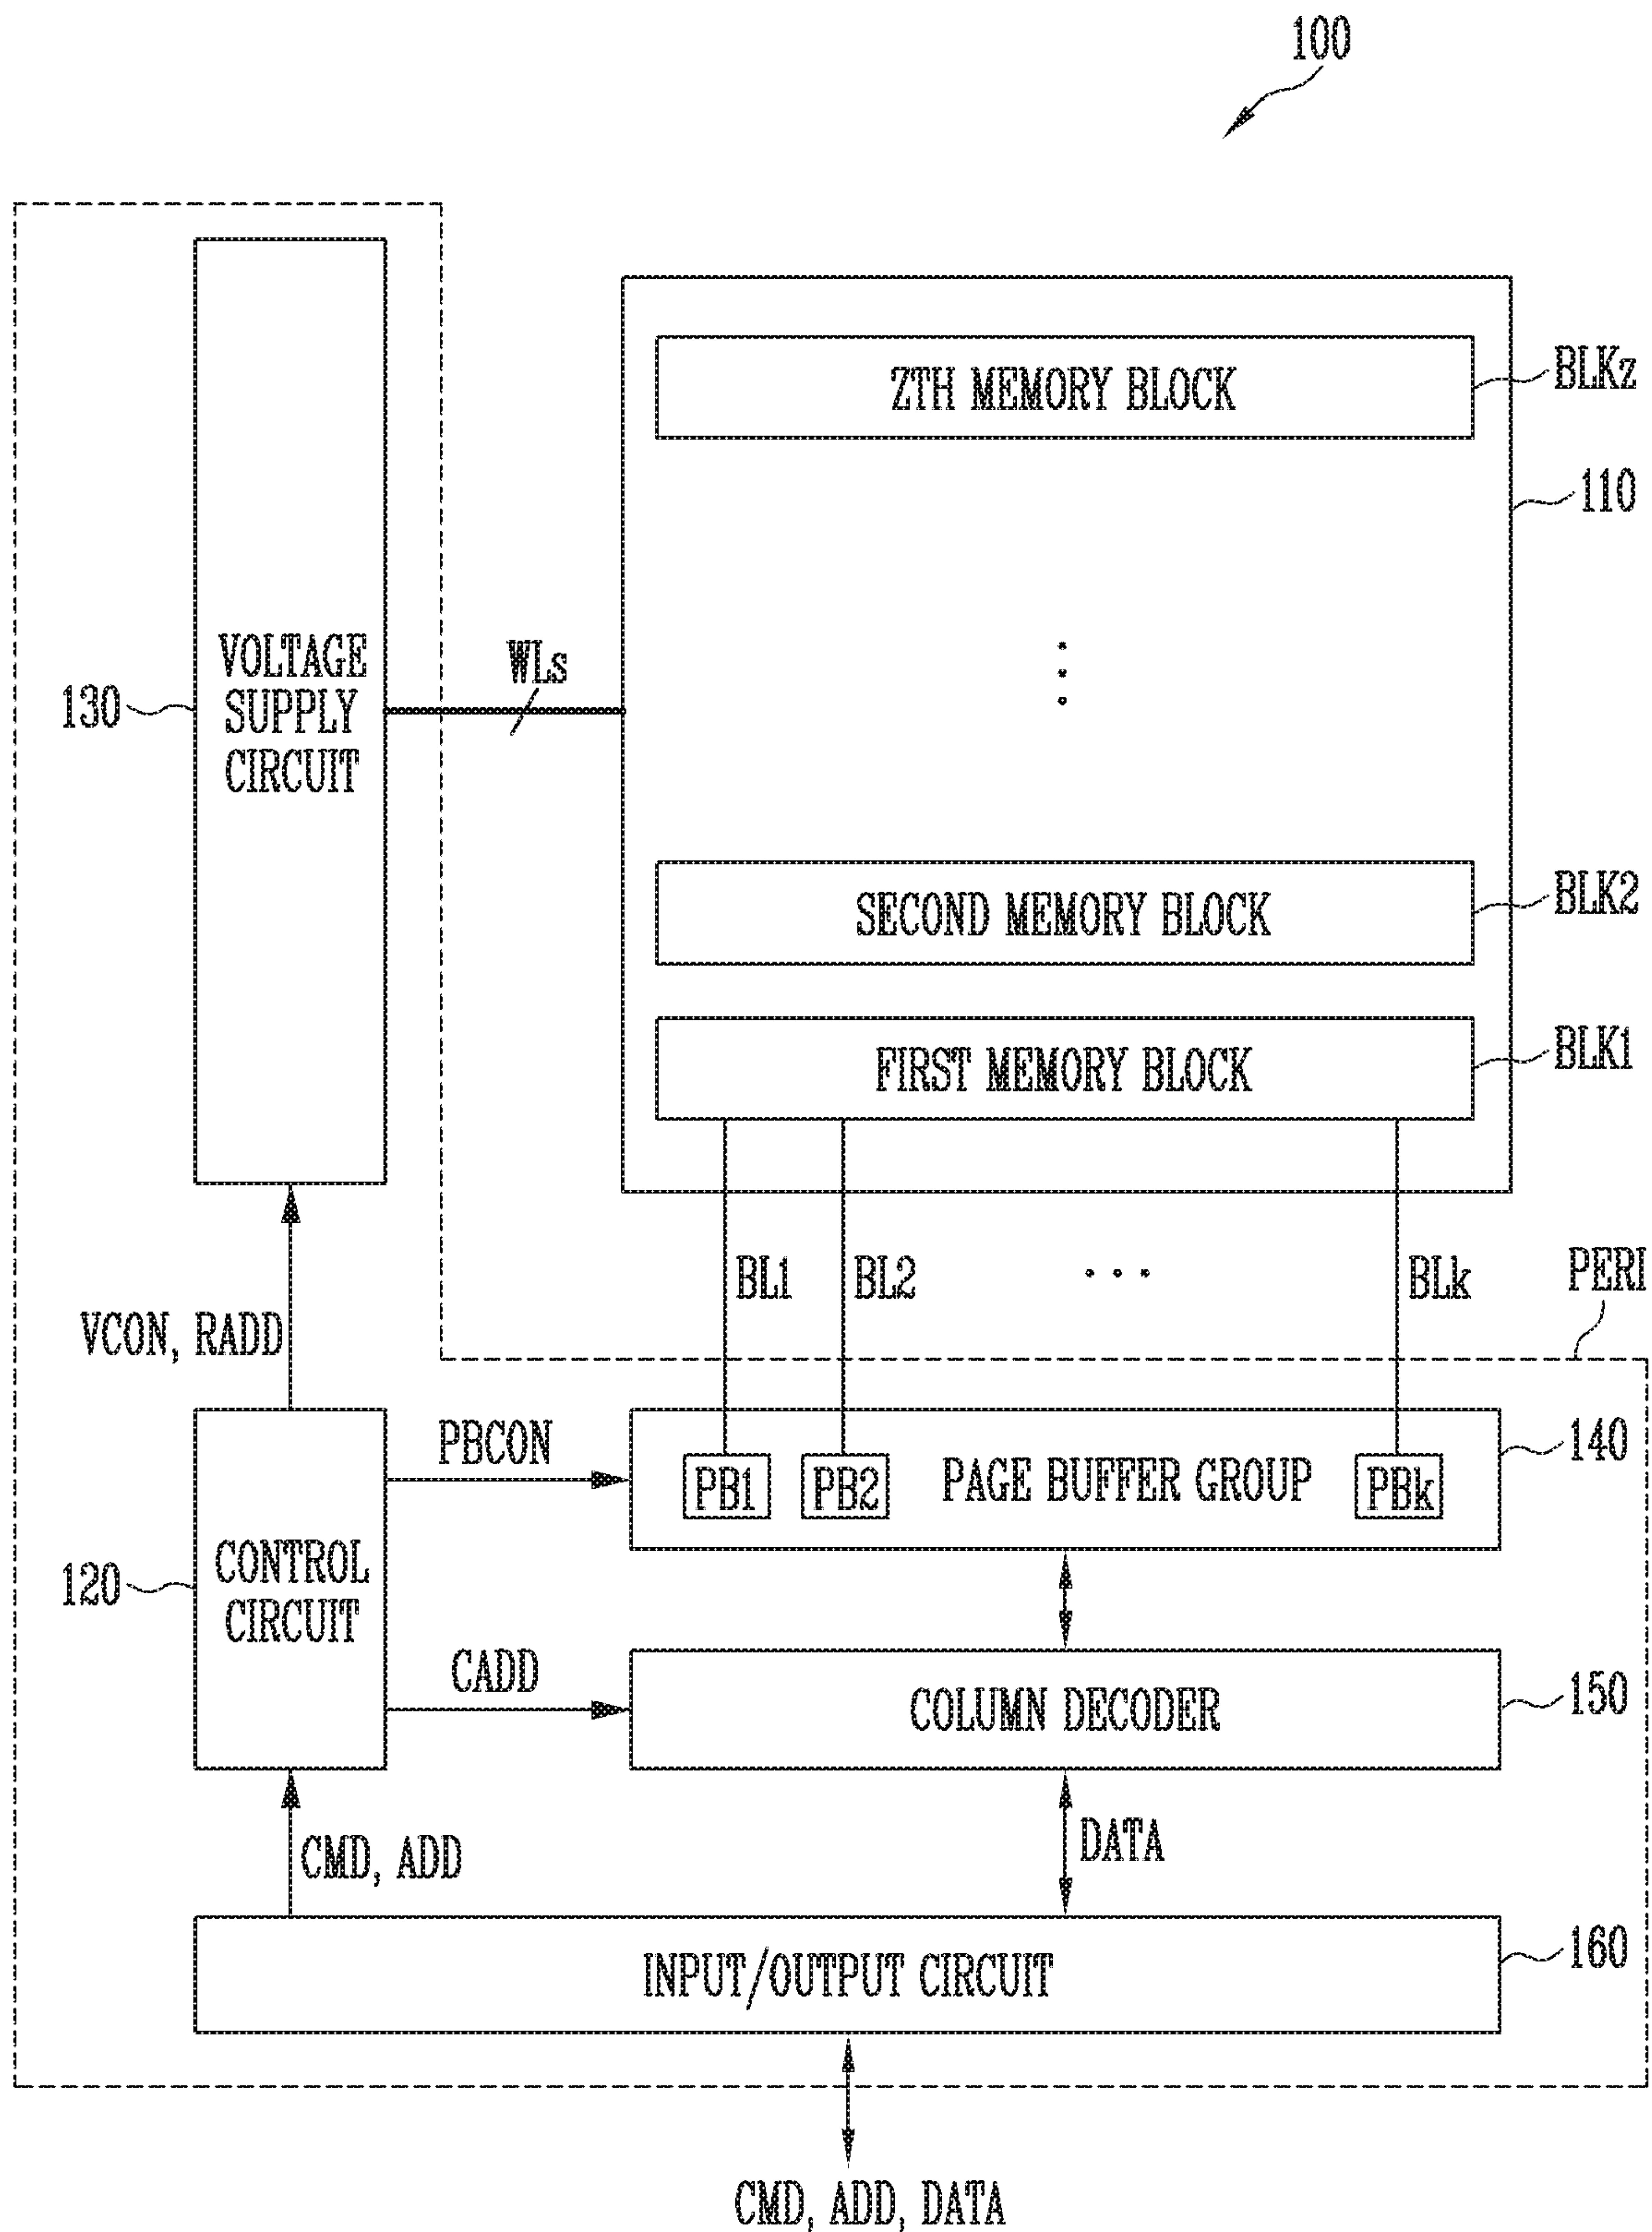 100
ZTH MEMORY BLOCK
BLKz
110
VOLTAGE
SUPPLY
CIRCUIT
130
WLs
SECOND MEMORY BLOCK
BLK2
FIRST MEMORY BLOCK
BLK1
BL1
BL2
BLk
PERI
VCON, RADD
PBCON
PB1
PB2
PAGE BUFFER GROUP
PBk
140
CONTROL
CIRCUIT
120
CADD
COLUMN DECODER
150
CMD, ADD
DATA
INPUT/OUTPUT CIRCUIT
160
CMD, ADD, DATA